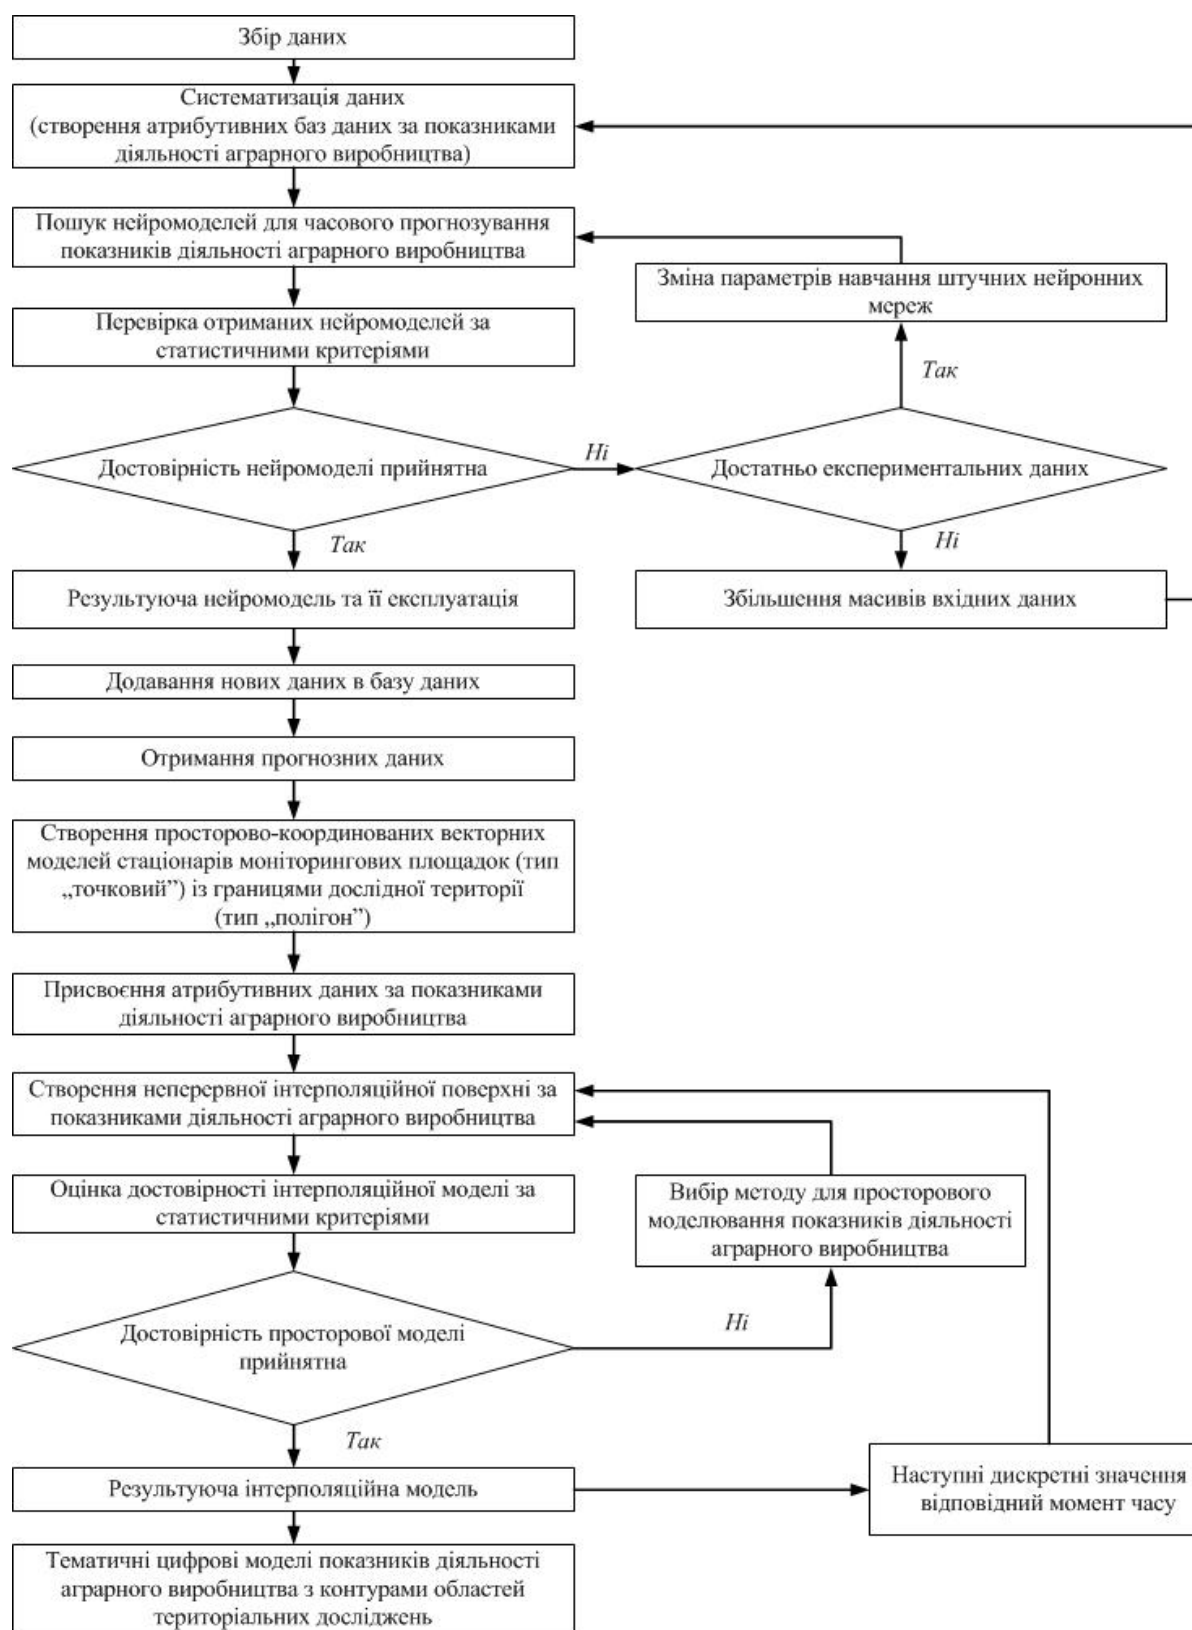 Збір даних
Систематизація даних
(створення атрибутивних баз даних за показниками
діяльності аграрного виробництва)
Пошук нейромоделей для часового прогнозування
показників діяльності аграрного виробництва
Зміна параметрів навчання штучних нейронних
мереж
Перевірка отриманих нейромоделей за
статистичними критеріями
Так
Достовірність нейромоделі прийнятна
Ні
Достатньо експериментальних даних
Так
Ні
Результуюча нейромодель та її експлуатація
Збільшення масивів вхідних даних
Додавання нових даних в базу даних
Отримання прогнозних даних
Створення просторово-координованих векторних
моделей стаціонарів моніторингових площадок (тип
„точковий”) із границями дослідної території
(тип „полігон”)
Присвоєння атрибутивних даних за показниками
діяльності аграрного виробництва
Створення неперервної інтерполяційної поверхні за
показниками діяльності аграрного виробництва
Оцінка достовірності інтерполяційної моделі за
статистичними критеріями
Вибір методу для просторового
моделювання показників діяльності
аграрного виробництва
Достовірність просторової моделі
прийнятна
Ні
Так
Результуюча інтерполяційна модель
Наступні дискретні значення
відповідний момент часу
Тематичні цифрові моделі показників діяльності
аграрного виробництва з контурами областей
територіальних досліджень